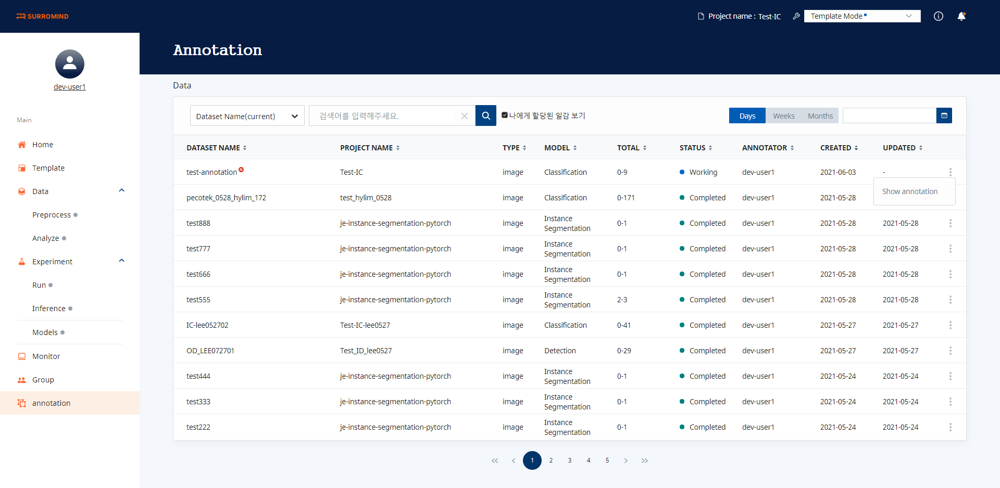 SURROMIND
Project name : Test-IC
Template Mode
Annotation
dev-user1
Main
Home
Template
Data
Preprocess
Analyze
Experiment
Run
Inference
Models
Monitor
Group
annotation
Data
Dataset Name(current)
검색어를 입력해주세요.
나에게 할당된 일감 보기
Days Weeks Months
DATASET NAME PROJECT NAME TYPE MODEL TOTAL STATUS ANNOTATOR CREATED UPDATED
test-annotation N Test-IC image Classification 0-9 Working dev-user1 2021-06-03 -
Show annotation
pecotek_0528_hylim_172 test_hylim_0528 image Classification 0-171 Completed dev-user1 2021-05-28
test888 je-instance-segmentation-pytorch image Instance Segmentation 0-1 Completed dev-user1 2021-05-28 2021-05-28
test777 je-instance-segmentation-pytorch image Instance Segmentation 0-1 Completed dev-user1 2021-05-28 2021-05-28
test666 je-instance-segmentation-pytorch image Instance Segmentation 0-1 Completed dev-user1 2021-05-28 2021-05-28
test555 je-instance-segmentation-pytorch image Instance Segmentation 2-3 Completed dev-user1 2021-05-28 2021-05-28
IC-lee052702 Test-IC-lee0527 image Classification 0-41 Completed dev-user1 2021-05-27 2021-05-27
OD_LEE072701 Test_ID_lee0527 image Detection 0-29 Completed dev-user1 2021-05-27 2021-05-27
test444 je-instance-segmentation-pytorch image Instance Segmentation 0-1 Completed dev-user1 2021-05-24 2021-05-24
test333 je-instance-segmentation-pytorch image Instance Segmentation 0-1 Completed dev-user1 2021-05-24 2021-05-24
test222 je-instance-segmentation-pytorch image Instance Segmentation 0-1 Completed dev-user1 2021-05-24 2021-05-24
1 2 3 4 5